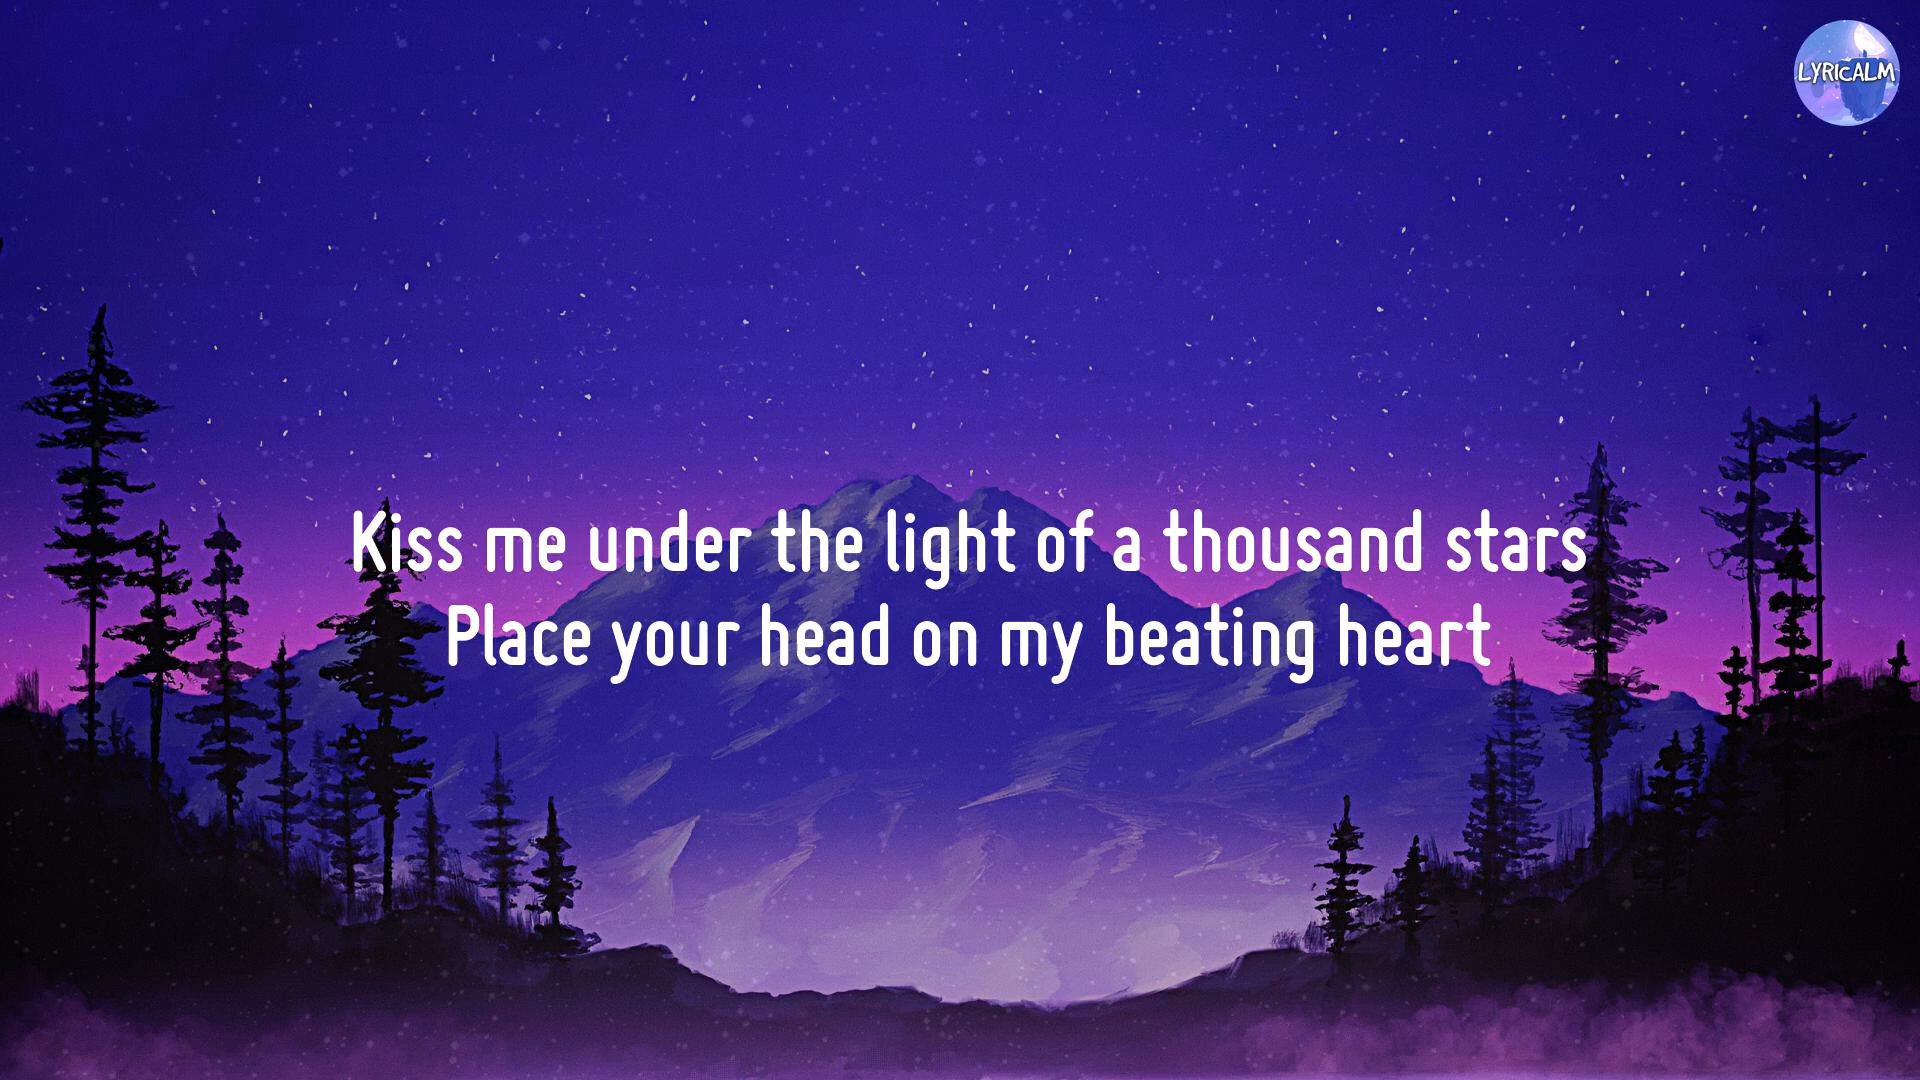 LYRICALM
Kiss me under the light of a thousand stars
Place your head on my beating heart